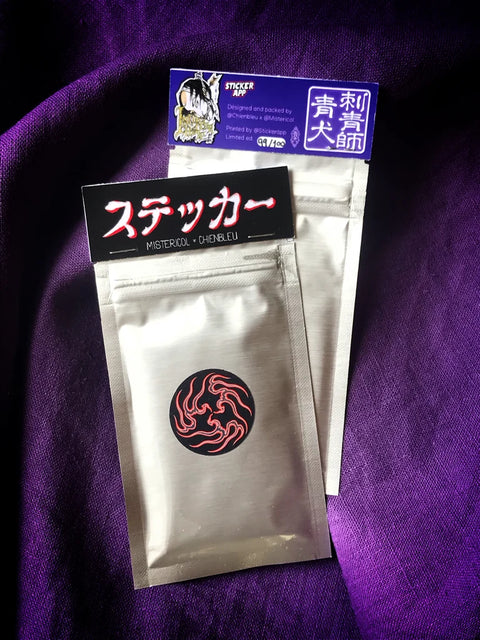 STICKER
APP
Designed and packed by
@Chienbleu x @Mistericol
Printed by @Stickerapp
Limited ed. 99/100
刺青師
青犬
ステッカー
MISTERICOL × CHIENBLEU